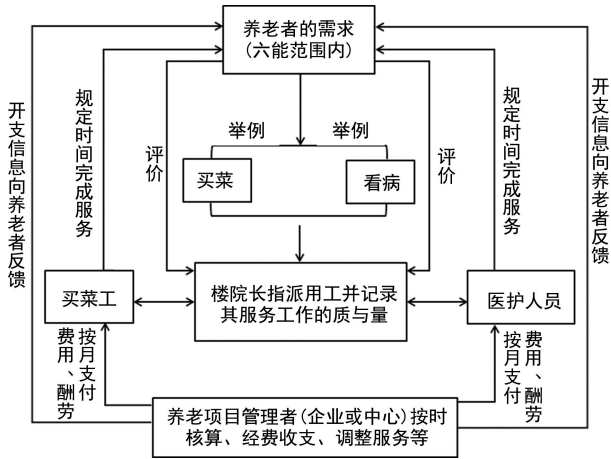 养老者的需求
(六能范围内)
开支信息向养老者反馈
规定时间完成服务
评价
举例
举例
买菜
看病
评价
规定时间完成服务
开支信息向养老者反馈
买菜工
楼院长指派用工并记录
其服务工作的质与量
医护人员
按月支付
费用、酬劳
按月支付
费用、酬劳
养老项目管理者(企业或中心)按时
核算、经费收支、调整服务等